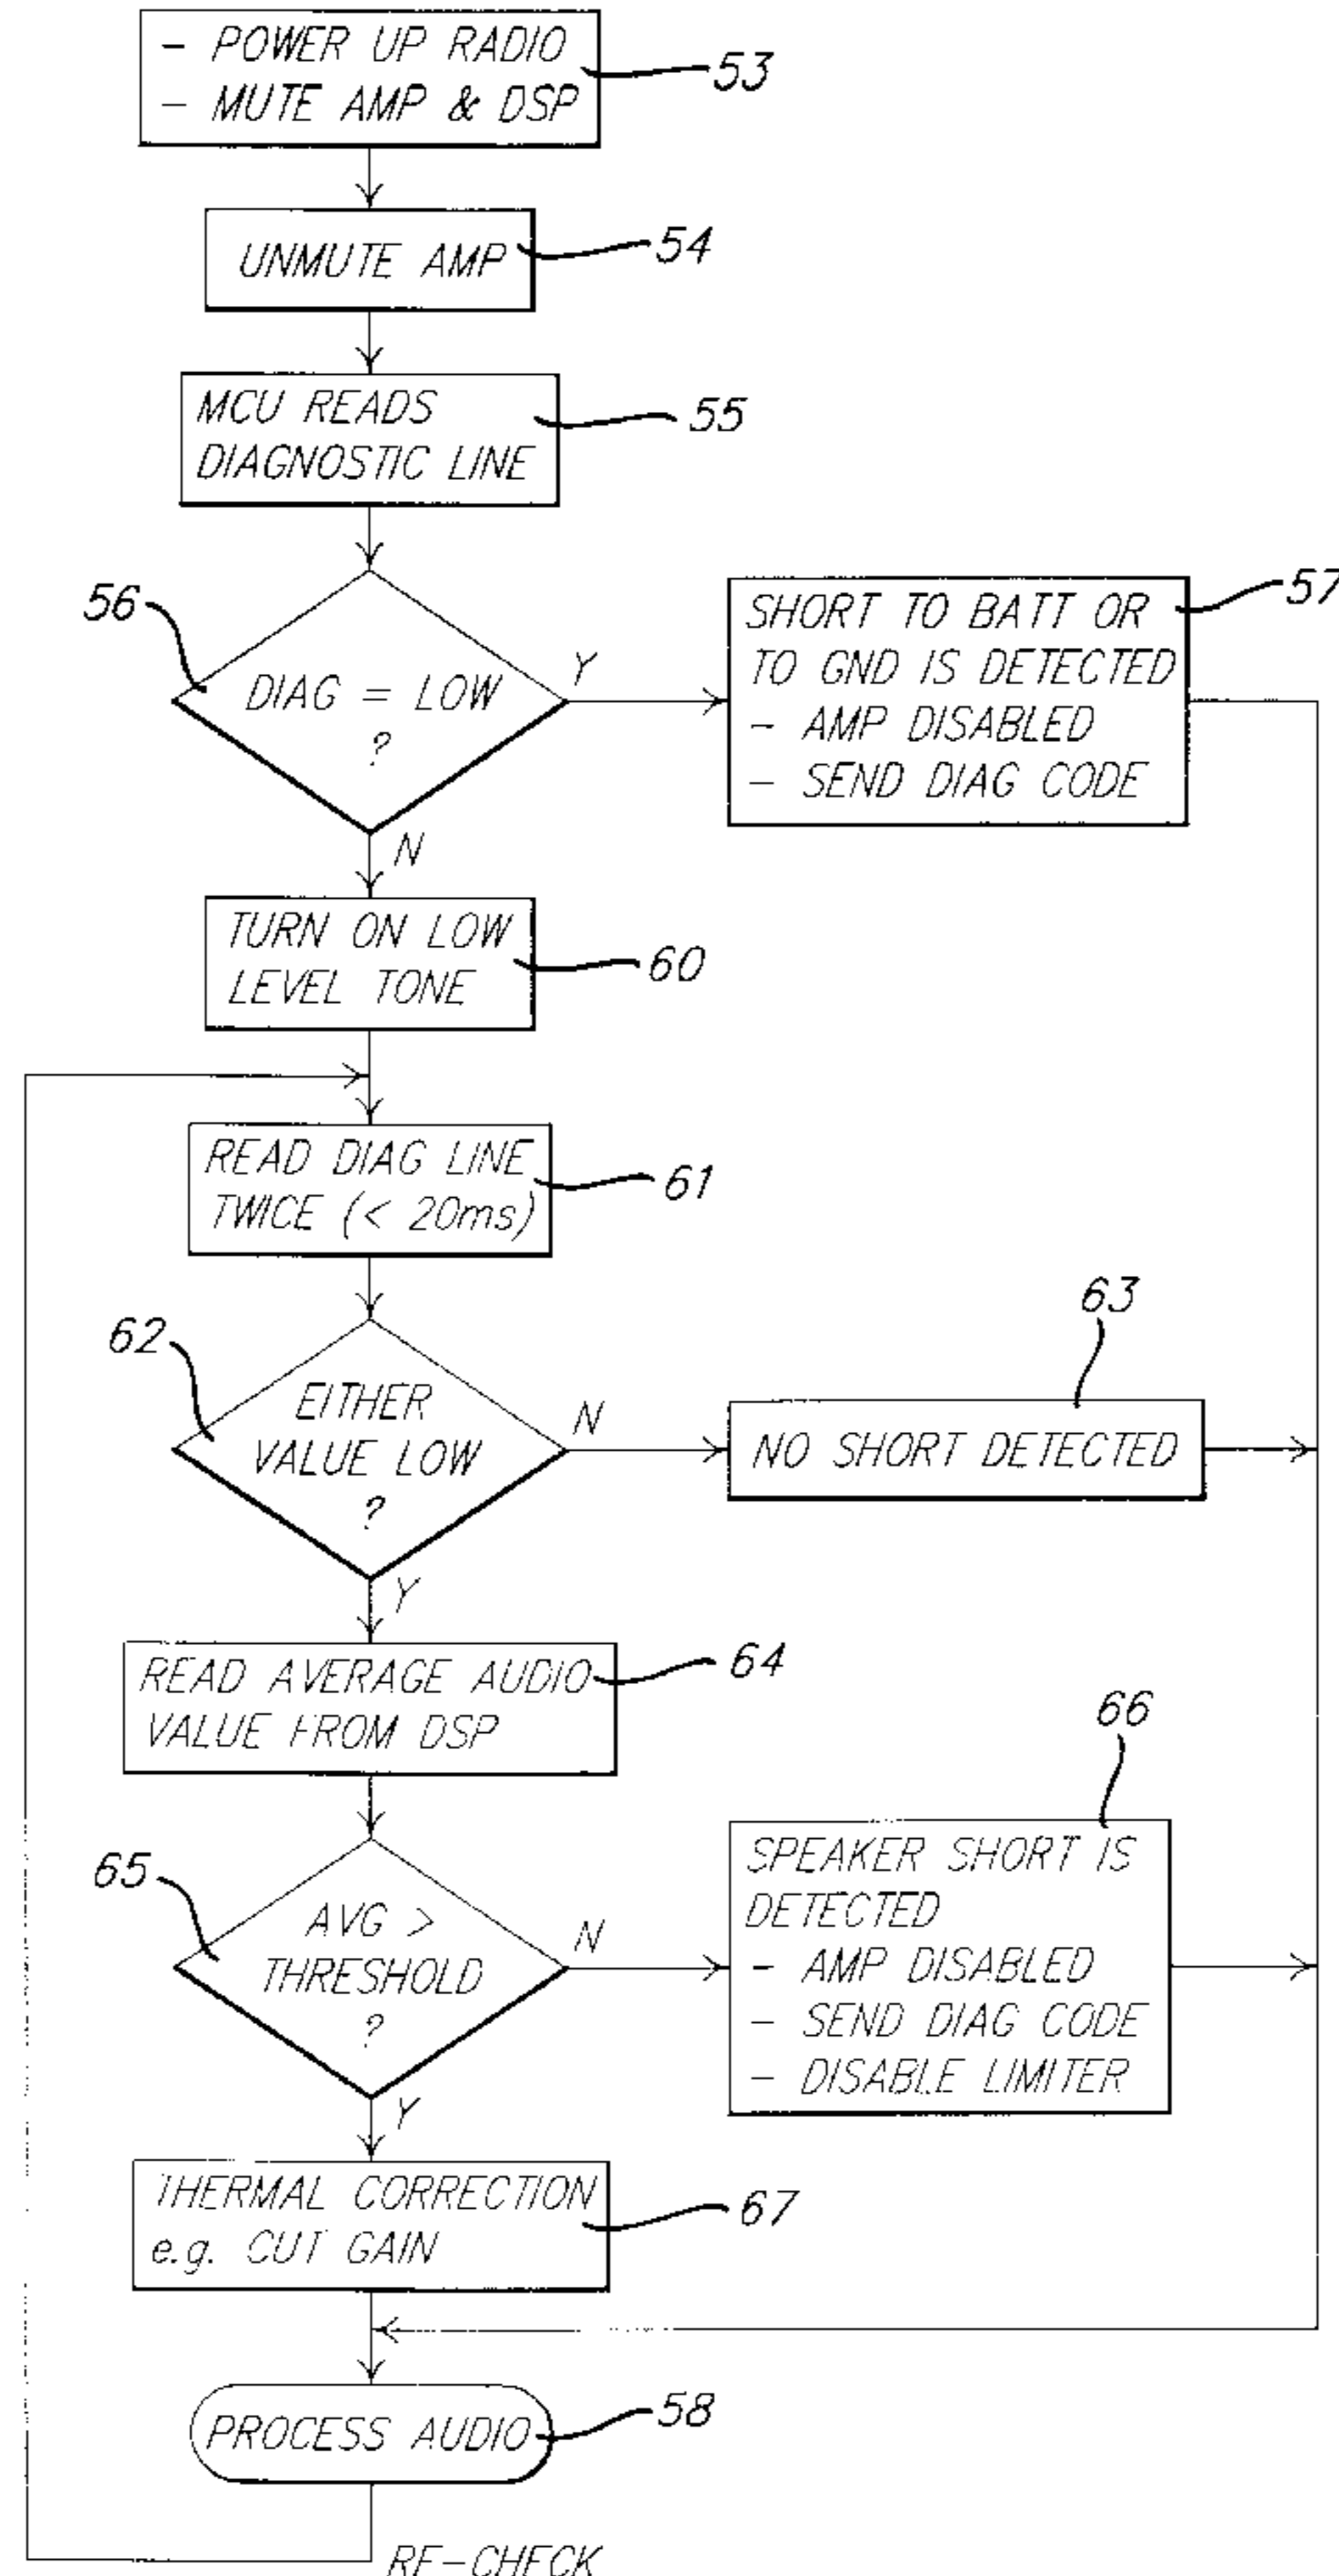 - POWER UP RADIO
- MUTE AMP & DSP
53
UNMUTE AMP
54
MCU READS
DIAGNOSTIC LINE
55
56
DIAG = LOW
?
Y
N
SHORT TO BATT OR
TO GND IS DETECTED
- AMP DISABLED
- SEND DIAG CODE
57
TURN ON LOW
LEVEL TONE
60
READ DIAG LINE
TWICE (< 20ms)
61
62
EITHER
VALUE LOW
?
N
Y
63
NO SHORT DETECTED
READ AVERAGE AUDIO
VALUE FROM DSP
64
65
AVG >
THRESHOLD
?
N
Y
66
SPEAKER SHORT IS
DETECTED
- AMP DISABLED
- SEND DIAG CODE
- DISABLE LIMITER
THERMAL CORRECTION
e.g. CUT GAIN
67
PROCESS AUDIO
58
RE-CHECK